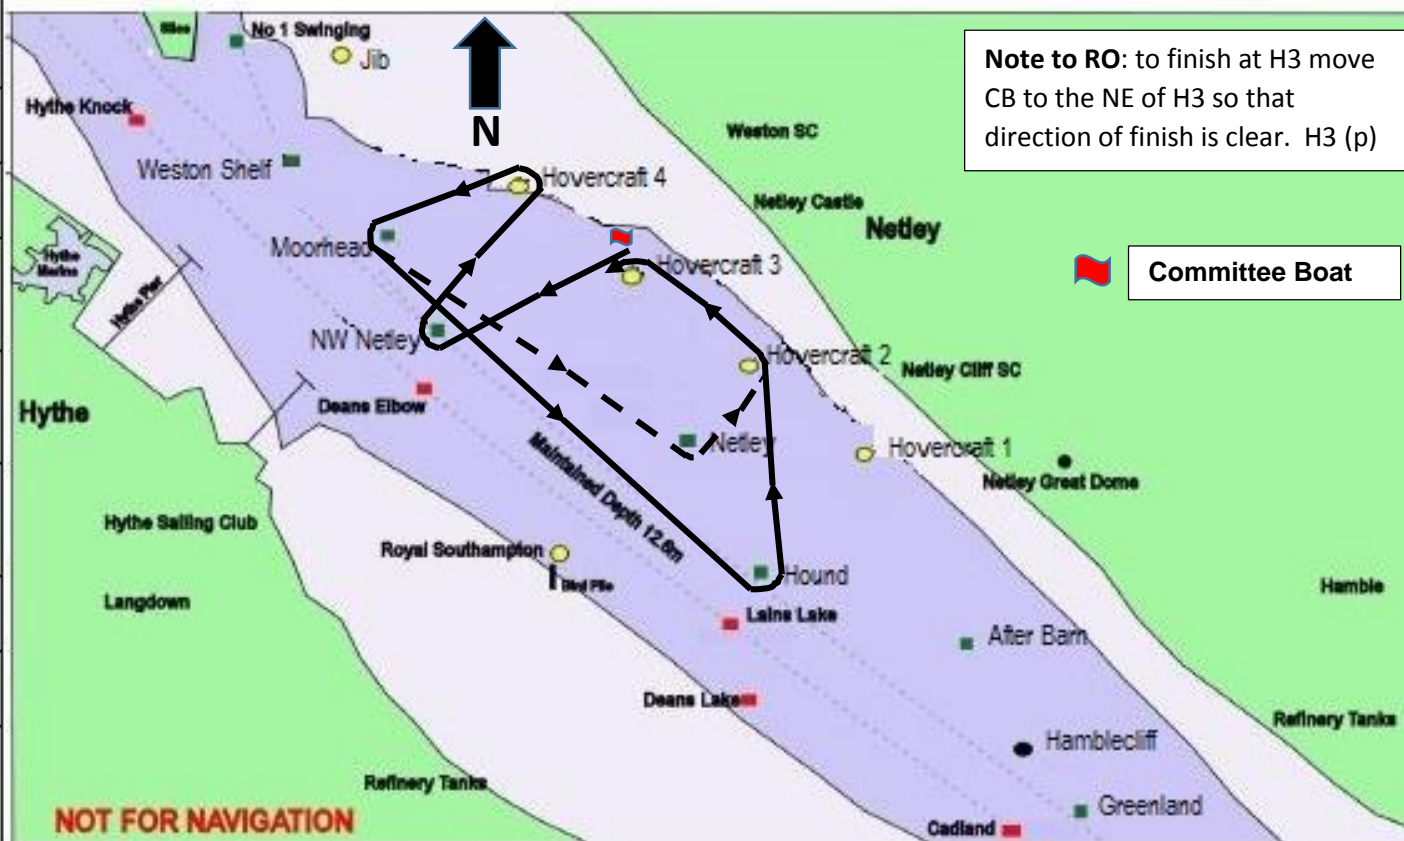 Slices
No 1 Swinging
Jib
Note to RO: to finish at H3 move
CB to the NE of H3 so that
direction of finish is clear. H3 (p)
Hythe Knock
N
Weston SC
Weston Shelf
Hovercraft 4
Netley Castle
Netley
Moorhead
Hythe
Marina
Hovercraft 3
Committee Boat
Hythe Pier
NW Netley
Hovercraft 2
Netley Cliff SC
Hythe
Deans Elbow
Netley
Hovercraft 1
Netley Great Dome
Maintained Depth 12.6m
Hythe Sailing Club
Royal Southampton
Bird Pile
Hound
Hamble
Langdown
Lains Lake
After Barn
Deans Lake
Refinery Tanks
Hamblecliff
Refinery Tanks
Greenland
NOT FOR NAVIGATION
Cadland